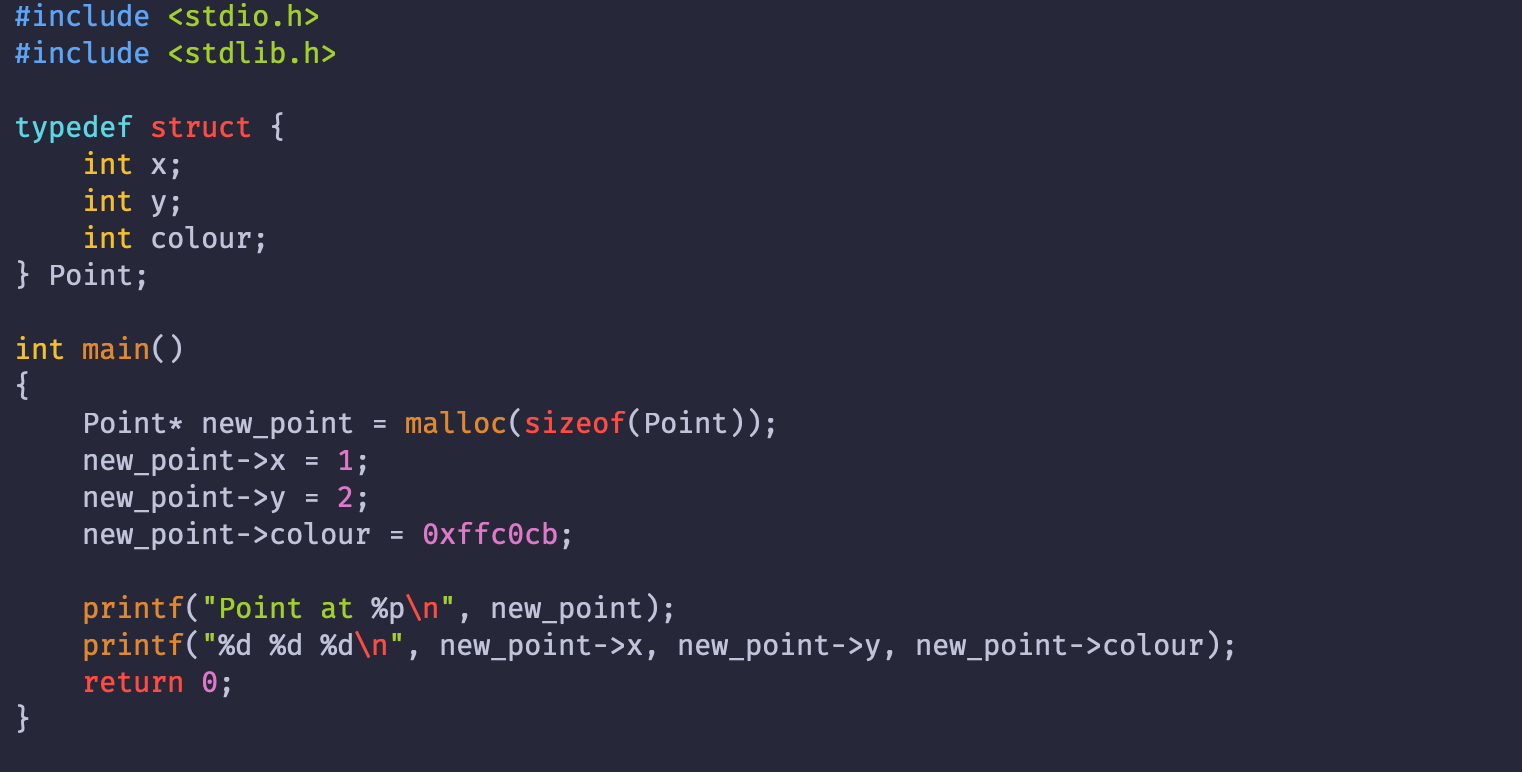 #include <stdio.h>
#include <stdlib.h>

typedef struct {
    int x;
    int y;
    int colour;
} Point;

int main()
{
    Point* new_point = malloc(sizeof(Point));
    new_point->x = 1;
    new_point->y = 2;
    new_point->colour = 0xffc0cb;

    printf("Point at %p\n", new_point);
    printf("%d %d %d\n", new_point->x, new_point->y, new_point->colour);
    return 0;
}